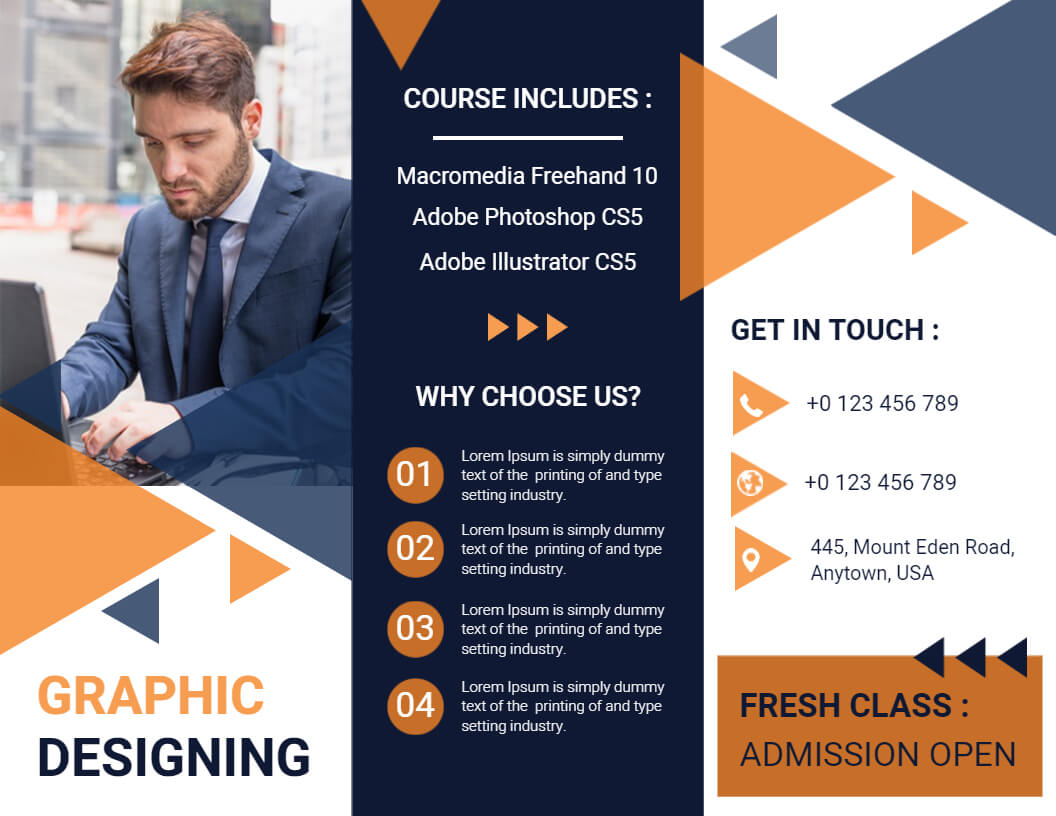 GRAPHIC
DESIGNING
COURSE INCLUDES :
Macromedia Freehand 10
Adobe Photoshop CS5
Adobe Illustrator CS5
WHY CHOOSE US?
01
Lorem Ipsum is simply dummy
text of the printing of and type
setting industry.
02
Lorem Ipsum is simply dummy
text of the printing of and type
setting industry.
03
Lorem Ipsum is simply dummy
text of the printing of and type
setting industry.
04
Lorem Ipsum is simply dummy
text of the printing of and type
setting industry.
GET IN TOUCH :
+0 123 456 789
+0 123 456 789
445, Mount Eden Road,
Anytown, USA
FRESH CLASS :
ADMISSION OPEN